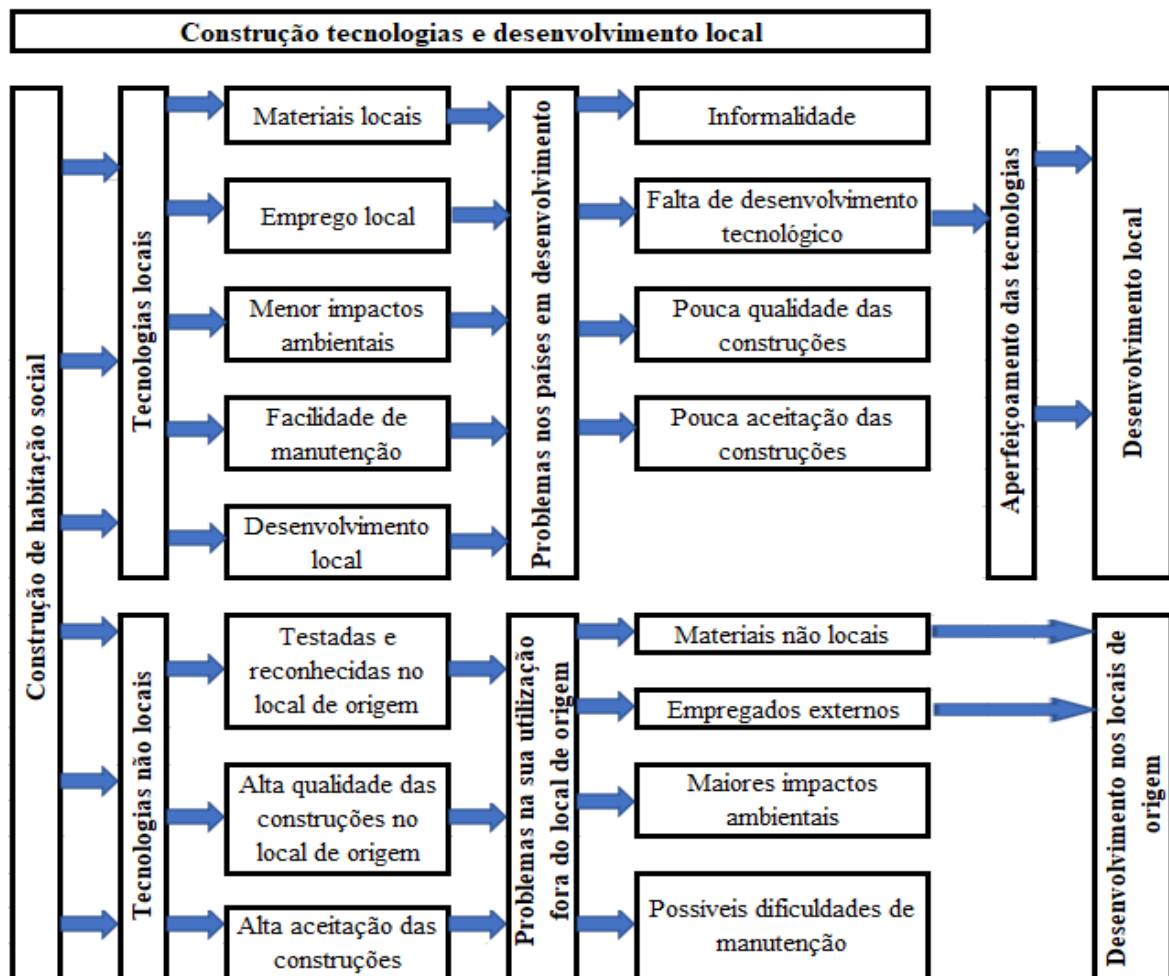 Construção tecnologias e desenvolvimento local
Construção de habitação social
Tecnologias locais
Materiais locais
Emprego local
Menor impactos
ambientais
Facilidade de
manutenção
Desenvolvimento
local
Problemas nos países em desenvolvimento
Informalidade
Falta de desenvolvimento
tecnológico
Pouca qualidade das
construções
Pouca aceitação das
construções
Aperfeiçoamento das tecnologias
Desenvolvimento local
Tecnologias não locais
Testadas e
reconhecidas no
local de origem
Alta qualidade das
construções no
local de origem
Alta aceitação das
construções
Problemas na sua utilização
fora do local de origem
Materiais não locais
Empregados externos
Maiores impactos
ambientais
Possíveis dificuldades de
manutenção
Desenvolvimento nos locais de
origem